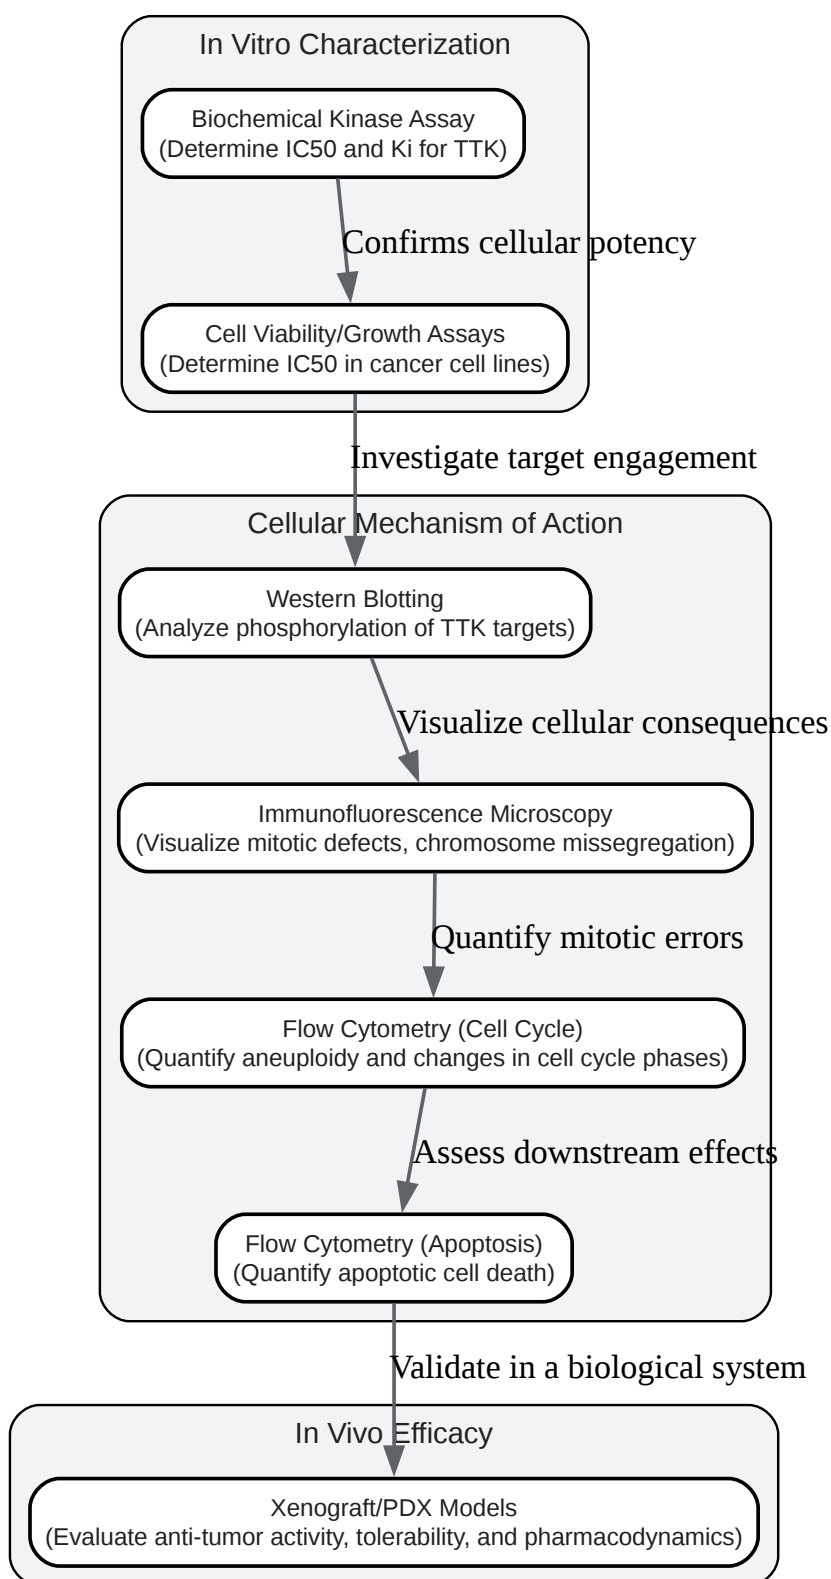 In Vitro Characterization
Biochemical Kinase Assay
(Determine IC50 and Ki for TTK)
Confirms cellular potency
Cell Viability/Growth Assays
(Determine IC50 in cancer cell lines)
Investigate target engagement
Cellular Mechanism of Action
Western Blotting
(Analyze phosphorylation of TTK targets)
Visualize cellular consequences
Immunofluorescence Microscopy
(Visualize mitotic defects, chromosome missegregation)
Quantify mitotic errors
Flow Cytometry (Cell Cycle)
(Quantify aneuploidy and changes in cell cycle phases)
Assess downstream effects
Flow Cytometry (Apoptosis)
(Quantify apoptotic cell death)
Validate in a biological system
In Vivo Efficacy
Xenograft/PDX Models
(Evaluate anti-tumor activity, tolerability, and pharmacodynamics)